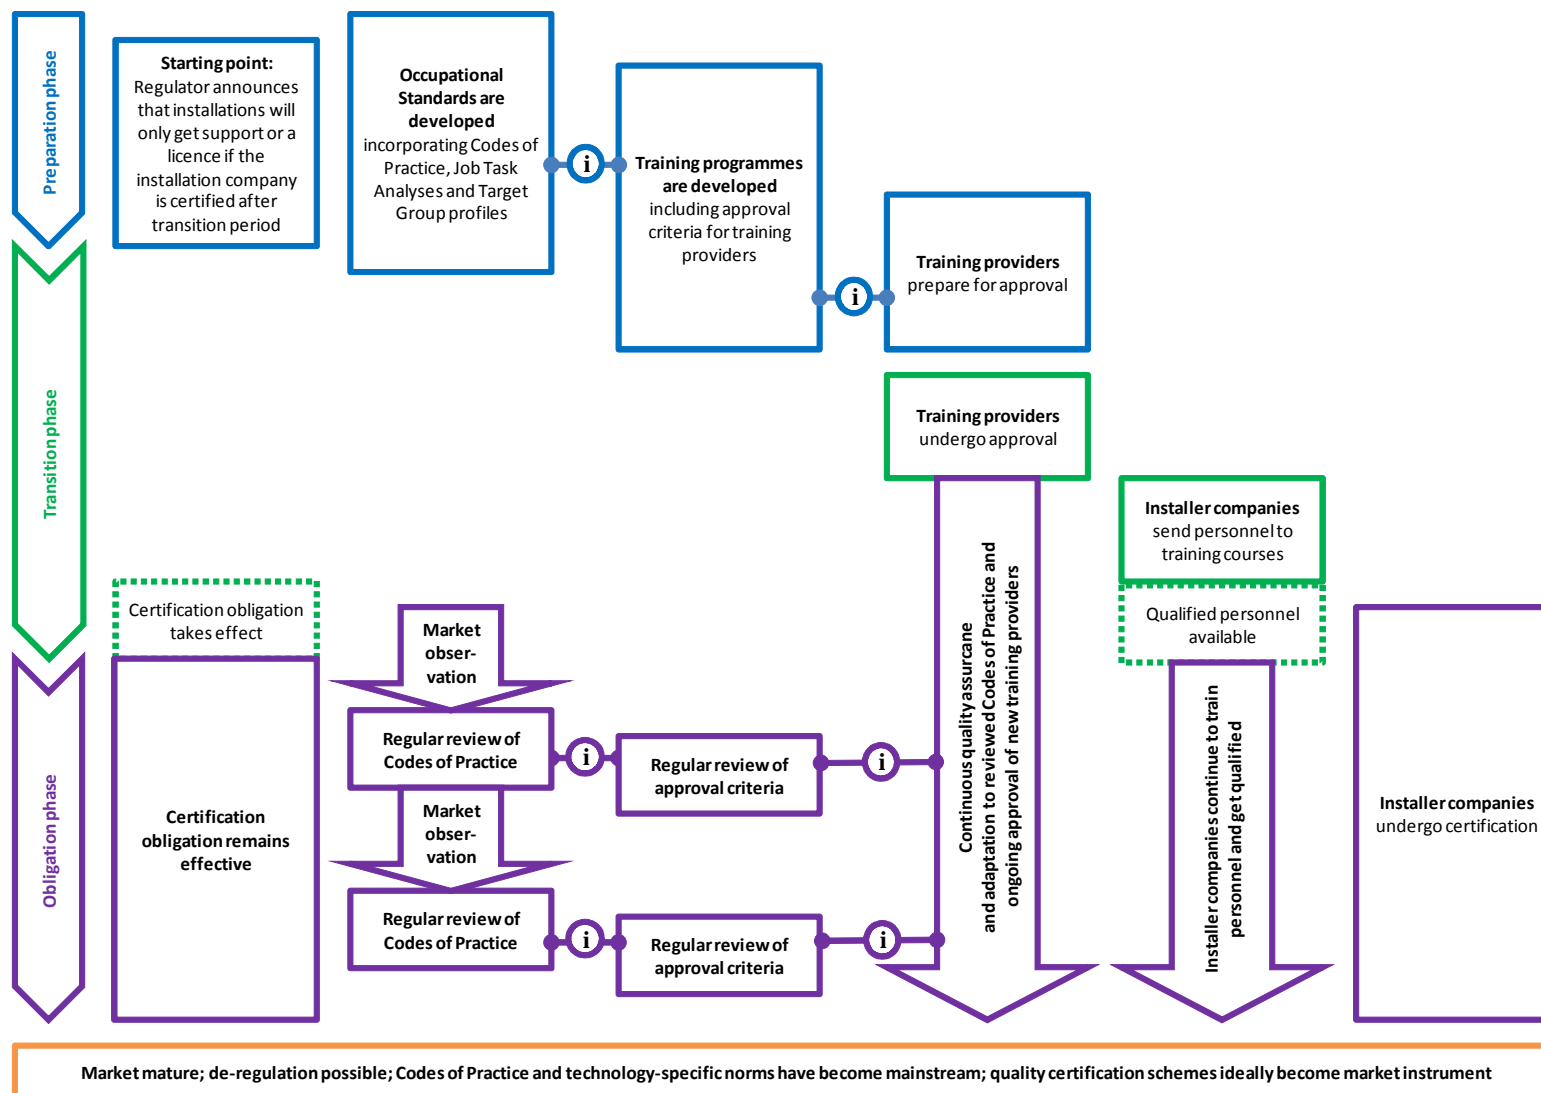 Preparation phase
Starting point:
Regulator announces
that installations will
only get support or a
licence if the
installation company
is certified after
transition period
Occupational
Standards are
developed
incorporating Codes of
Practice, Job Task
Analyses and Target
Group profiles
i
Training programmes
are developed
including approval
criteria for training
providers
i
Training providers
prepare for approval
Transition phase
Training providers
undergo approval
Installer companies
send personnel to
training courses
Certification obligation
takes effect
Qualified personnel
available
Obligation phase
Certification
obligation remains
effective
Market
obser-
vation
Regular review of
Codes of Practice
i
Regular review of
approval criteria
i
Market
obser-
vation
Regular review of
Codes of Practice
i
Regular review of
approval criteria
i
Continuous quality assurcane
and adaptation to reviewed Codes of Practice and
ongoing approval of new training providers
Installer companies continue to train
personnel and get qualified
Installer companies
undergo certification
Market mature; de-regulation possible; Codes of Practice and technology-specific norms have become mainstream; quality certification schemes ideally become market instrument